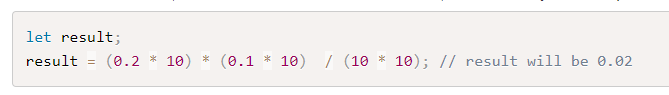 let result;
result = (0.2 * 10) * (0.1 * 10)  / (10 * 10); // result will be 0.02